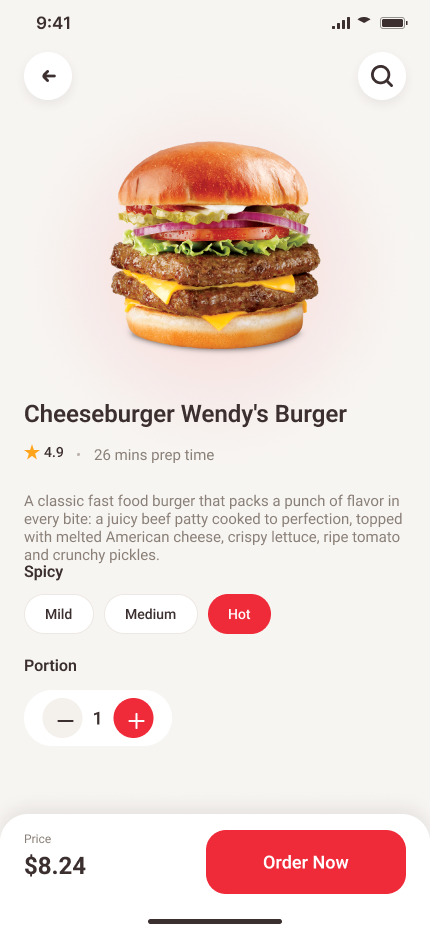 9:41
Cheeseburger Wendy's Burger
4.9 • 26 mins prep time
A classic fast food burger that packs a punch of flavor in
every bite: a juicy beef patty cooked to perfection, topped
with melted American cheese, crispy lettuce, ripe tomato
and crunchy pickles.
Spicy
Mild Medium Hot
Portion
− 1 +
Price
$8.24
Order Now